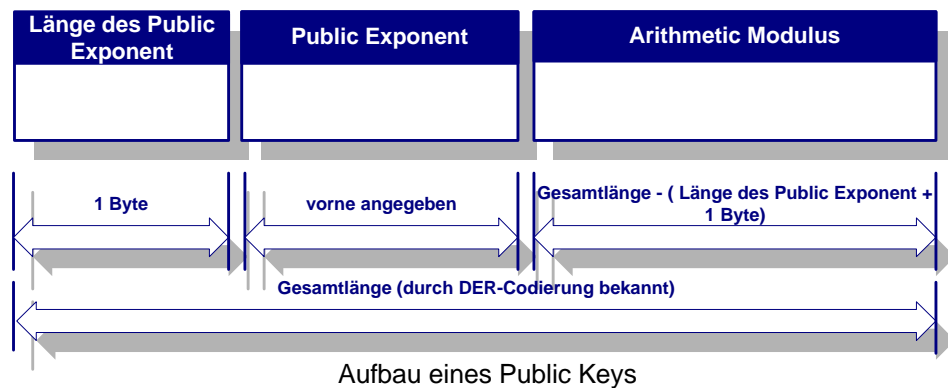 Länge des Public
Exponent
Public Exponent
Arithmetic Modulus
1 Byte
vorne angegeben
Gesamtlänge - ( Länge des Public Exponent +
1 Byte)
Gesamtlänge (durch DER-Codierung bekannt)
Aufbau eines Public Keys